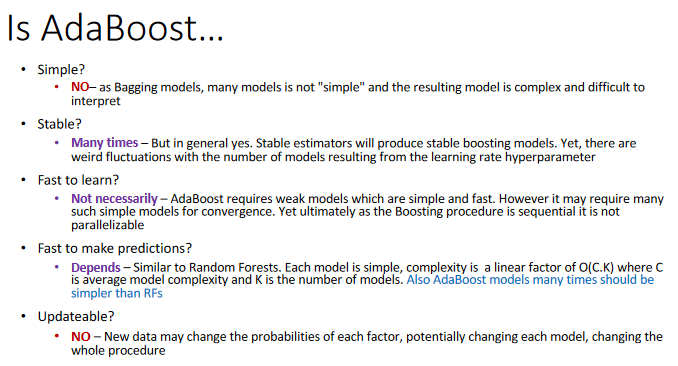 Is AdaBoost...
• Simple?
• NO– as Bagging models, many models is not "simple" and the resulting model is complex and difficult to
interpret
• Stable?
• Many times – But in general yes. Stable estimators will produce stable boosting models. Yet, there are
weird fluctuations with the number of models resulting from the learning rate hyperparameter
• Fast to learn?
• Not necessarily – AdaBoost requires weak models which are simple and fast. However it may require many
such simple models for convergence. Yet ultimately as the Boosting procedure is sequential it is not
parallelizable
• Fast to make predictions?
• Depends – Similar to Random Forests. Each model is simple, complexity is a linear factor of O(C.K) where C
is average model complexity and K is the number of models. Also AdaBoost models many times should be
simpler than RFs
• Updateable?
• NO – New data may change the probabilities of each factor, potentially changing each model, changing the
whole procedure